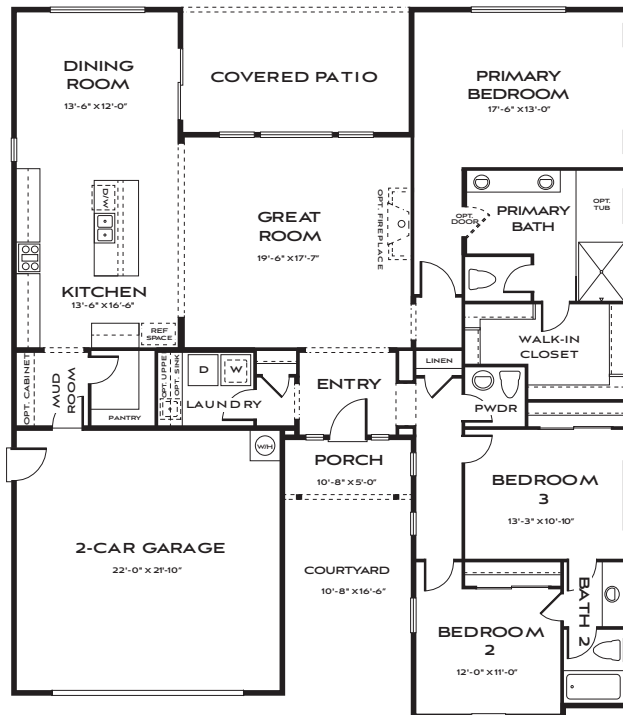 DINING
ROOM
13'-6" X 12'-0"
COVERED PATIO
PRIMARY
BEDROOM
17'-6" X 13'-0"
D/W
GREAT
ROOM
19'-6" X 17'-7"
OPT. FIREPLACE
OPT.
DOOR
PRIMARY
BATH
OPT.
TUB
KITCHEN
13'-6" X 16'-6"
REF
SPACE
WALK-IN
CLOSET
OPT. CABINET
MUD
ROOM
PANTRY
OPT. UPPE
OPT. SINK
D
W
LAUNDRY
ENTRY
LINEN
PWDR
W/H
PORCH
10'-8" X 5'-0"
BEDROOM
3
13'-3" X 10'-10"
2-CAR GARAGE
22'-0" X 21'-10"
COURTYARD
10'-8" X 16'-6"
BATH 2
BEDROOM
2
12'-0" X 11'-0"